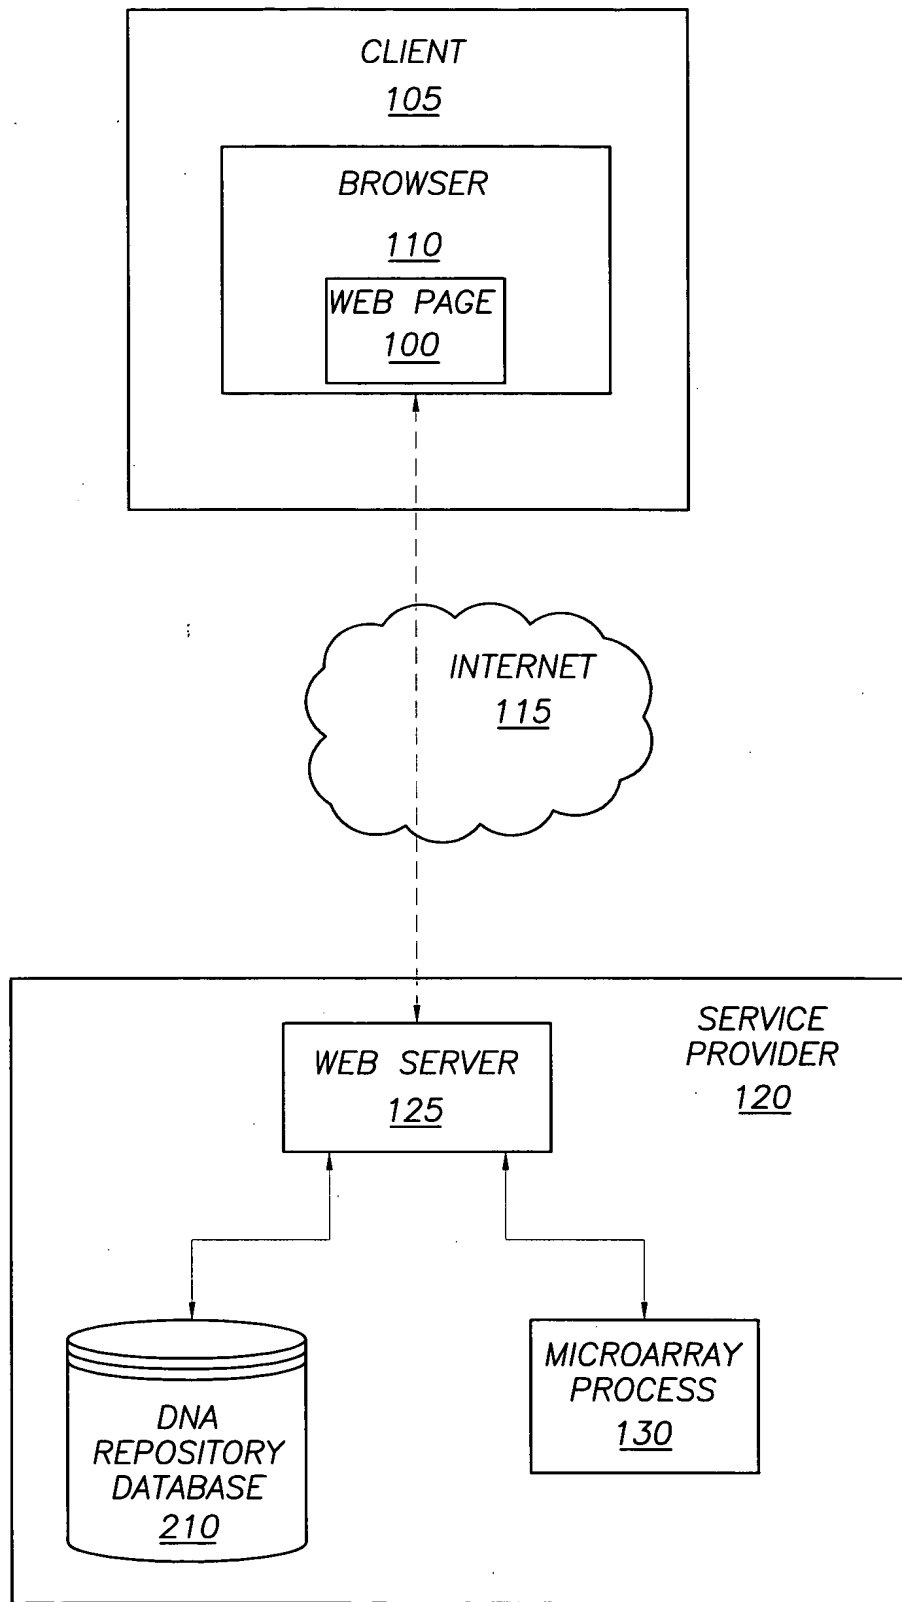 CLIENT
105
BROWSER
110
WEB PAGE
100
INTERNET
115
SERVICE
PROVIDER
120
WEB SERVER
125
DNA
REPOSITORY
DATABASE
210
MICROARRAY
PROCESS
130